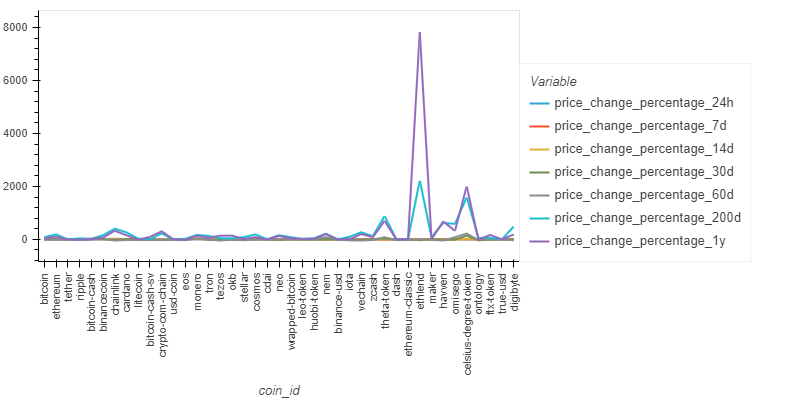 8000
6000
4000
2000
0
bitcoin
ethereum
tether
ripple
bitcoin-cash
binancecoin
chainlink
cardano
litecoin
bitcoin-cash-sv
crypto-com-chain
usd-coin
eos
monero
tron
tezos
okb
stellar
cosmos
cdai
neo
wrapped-bitcoin
leo-token
huobi-token
nem
binance-usd
iota
vechain
zcash
theta-token
dash
ethereum-classic
ethlend
maker
havven
omisego
celsius-degree-token
ontology
ftx-token
true-usd
digibyte
coin_id
Variable
price_change_percentage_24h
price_change_percentage_7d
price_change_percentage_14d
price_change_percentage_30d
price_change_percentage_60d
price_change_percentage_200d
price_change_percentage_1y